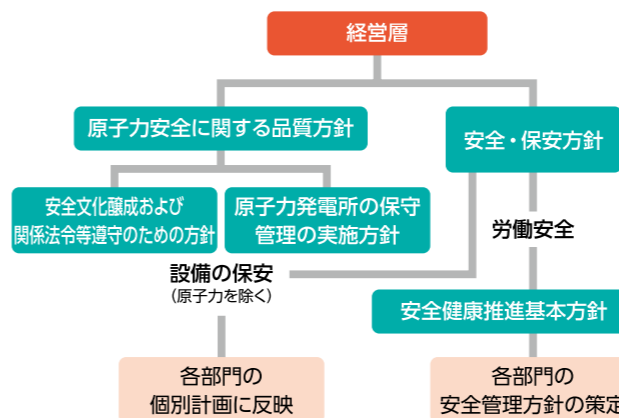 経営層
原子力安全に関する品質方針
安全・保安方針
安全文化醸成および
関係法令等遵守のための方針
原子力発電所の保守
管理の実施方針
労働安全
設備の保安
(原子力を除く)
安全健康推進基本方針
各部門の
個別計画に反映
各部門の
安全管理方針の策定